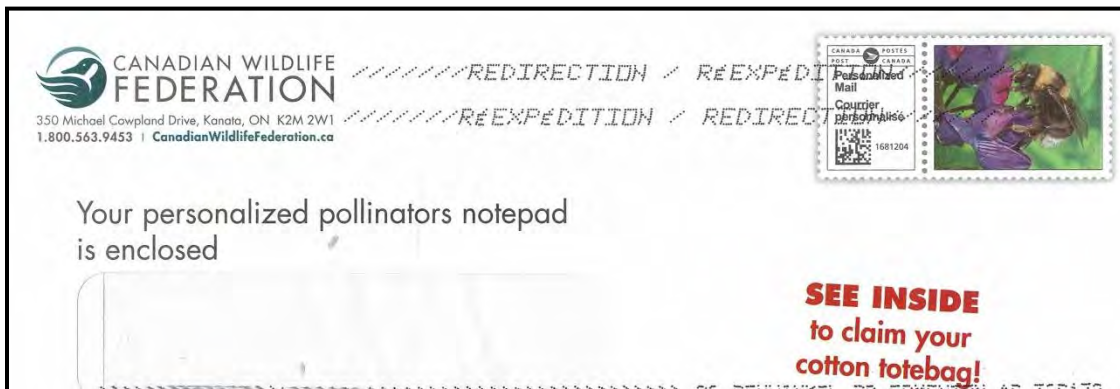 CANADIAN WILDLIFE
FEDERATION
350 Michael Cowpland Drive, Kanata, ON K2M 2W1
1.800.563.9453 | CanadianWildlifeFederation.ca
///////REDIRECTION / RÉEXPÉDITION
///////RÉEXPÉDITION / REDIRECTION
CANADA POSTES
POST CANADA
Personalized
Mail
Courrier
personnalisé
1681204
Your personalized pollinators notepad
is enclosed
SEE INSIDE
to claim your
cotton totebag!